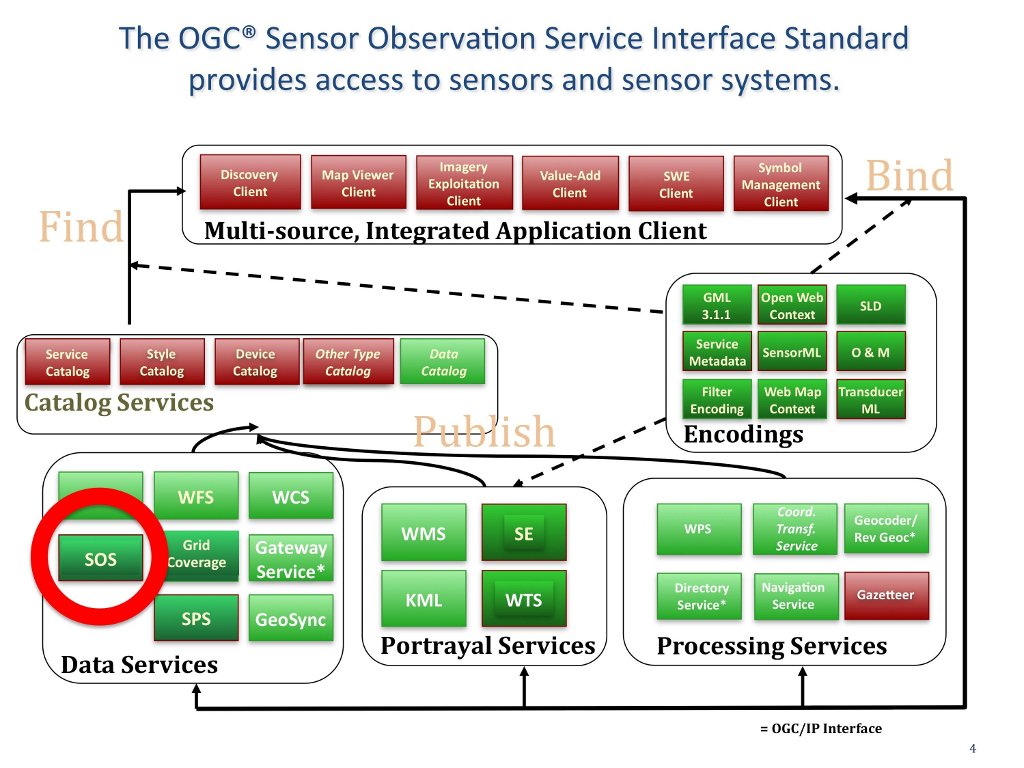 The OGC® Sensor Observation Service Interface Standard
provides access to sensors and sensor systems.
Bind
Find
Discovery
Client
Map Viewer
Client
Imagery
Exploitation
Client
Value-Add
Client
SWE
Client
Symbol
Management
Client
Multi-source, Integrated Application Client
GML
3.1.1
Open Web
Context
SLD
Service
Metadata
SensorML
O & M
Filter
Encoding
Web Map
Context
Transducer
ML
Encodings
Service
Catalog
Style
Catalog
Device
Catalog
Other Type
Catalog
Data
Catalog
Catalog Services
Publish
WFS
WCS
SOS
Grid
Coverage
Gateway
Service*
SPS
GeoSync
Data Services
WMS
SE
KML
WTS
Portrayal Services
WPS
Coord.
Transf.
Service
Geocoder/
Rev Geoc*
Directory
Service*
Navigation
Service
Gazetteer
Processing Services
= OGC/IP Interface
4